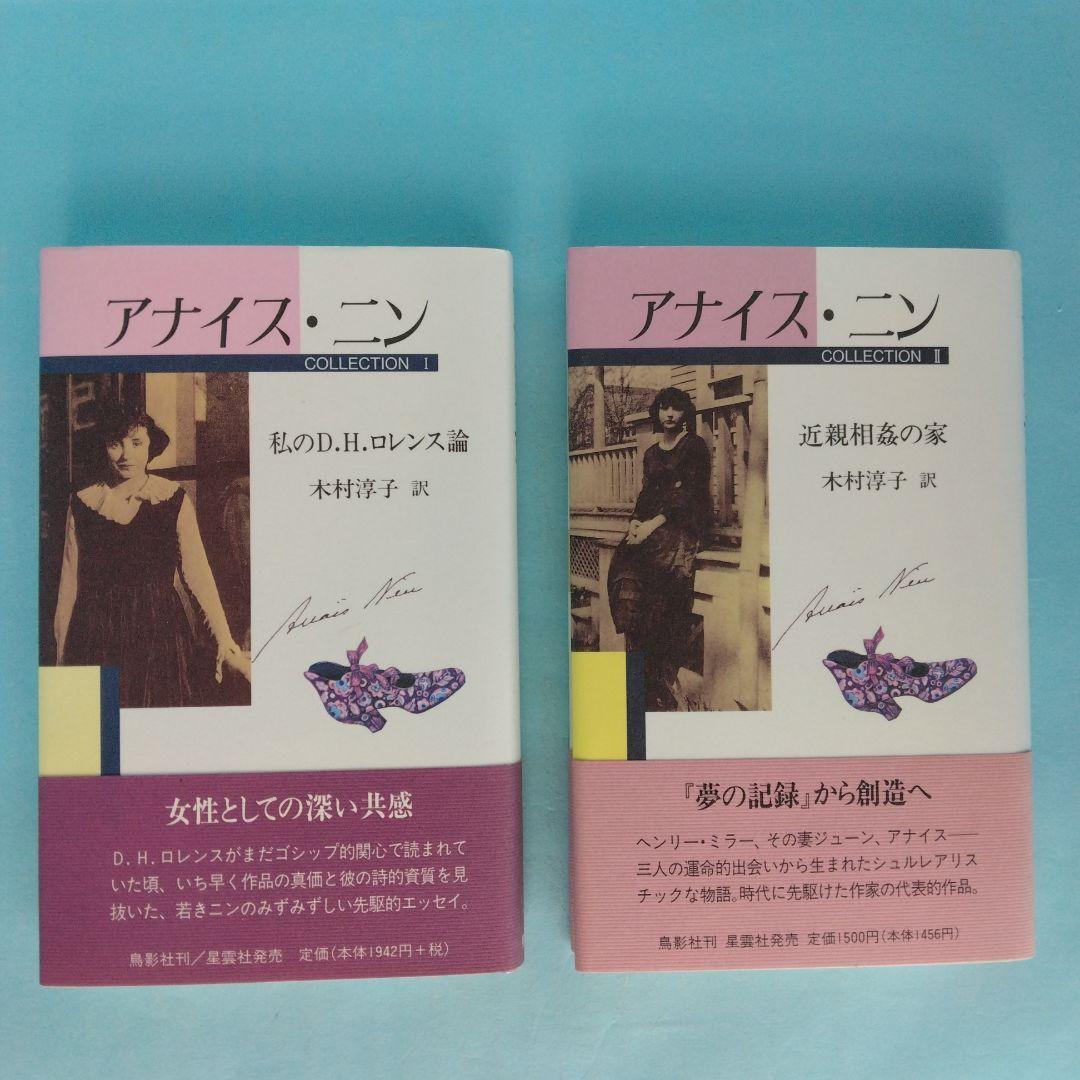 アナイス・ニン
COLLECTION Ⅰ
私のD.H.ロレンス論
木村淳子 訳
Anaïs Nin
女性としての深い共感
D.H.ロレンスがまだゴシップ的関心で読まれて
いた頃、いち早く作品の真価と彼の詩的資質を見
抜いた、若きニンのみずみずしい先駆的エッセイ。
鳥影社刊／星雲社発売 定価(本体1942円+税)
アナイス・ニン
COLLECTION Ⅱ
近親相姦の家
木村淳子 訳
Anaïs Nin
『夢の記録』から創造へ
ヘンリー・ミラー、その妻ジューン、アナイス──
三人の運命的出会いから生まれたシュルレアリス
チックな物語。時代に先駆けた作家の代表的作品。
鳥影社刊 星雲社発売 定価1500円(本体1456円)